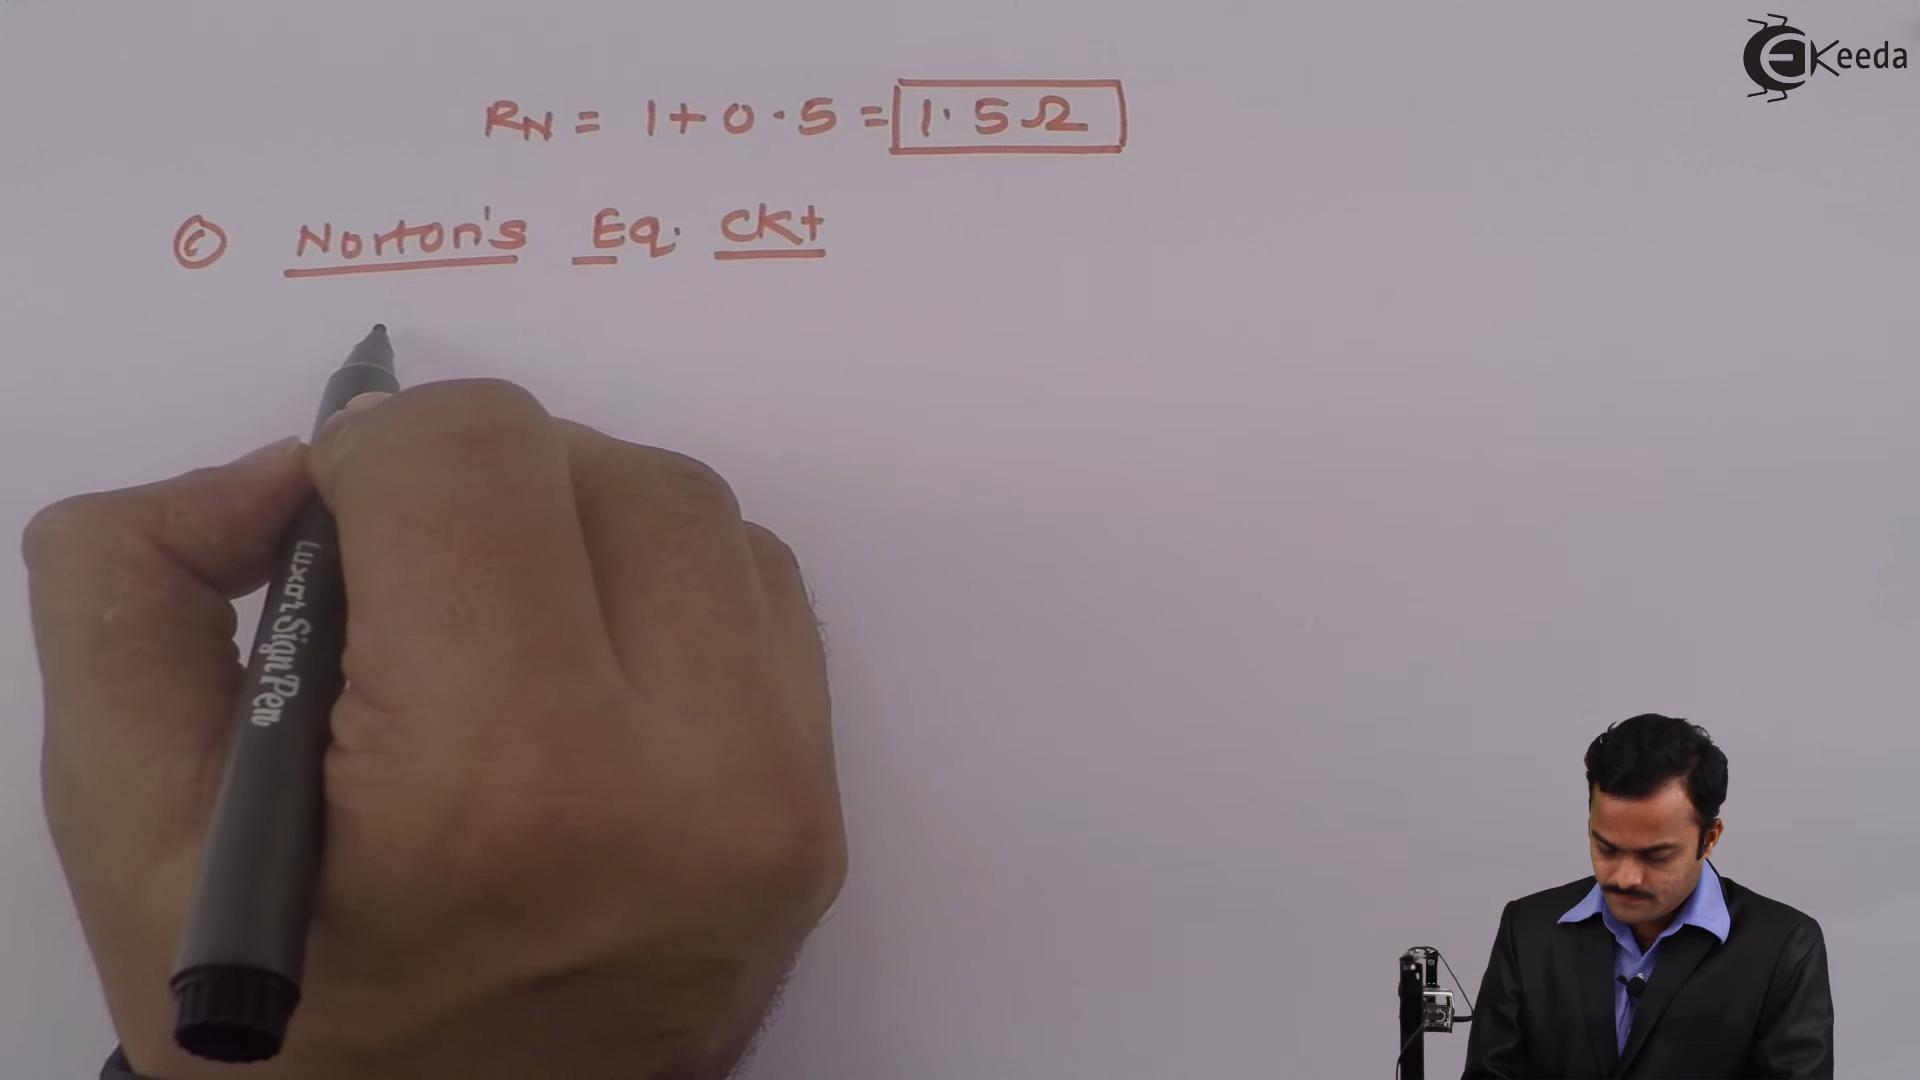 EKeeda
RN = 1+0.5 = 1.5Ω
(c) Norton's Eq. Ckt
Luxor Sign Pen